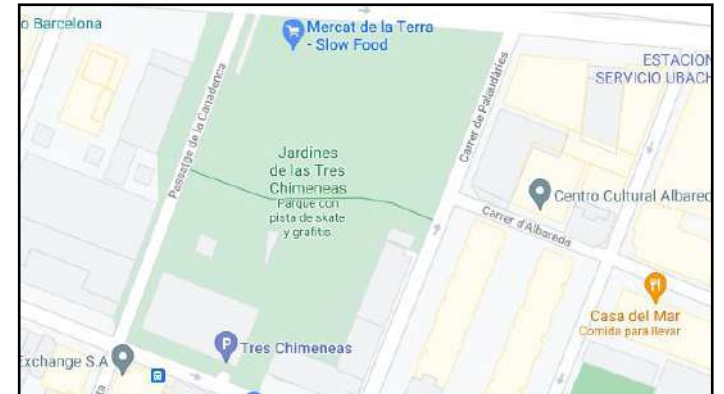 o Barcelona
Mercat de la Terra
- Slow Food
ESTACION
SERVICIO UBACH
Passatge de la Canadenca
Carrer de Palaudàries
Jardines
de las Tres
Chimeneas
Parque con
pista de skate
y grafitis
Centro Cultural Albared
Carrer d'Albareda
Casa del Mar
Comida para llevar
P
Tres Chimeneas
Exchange S.A
ta